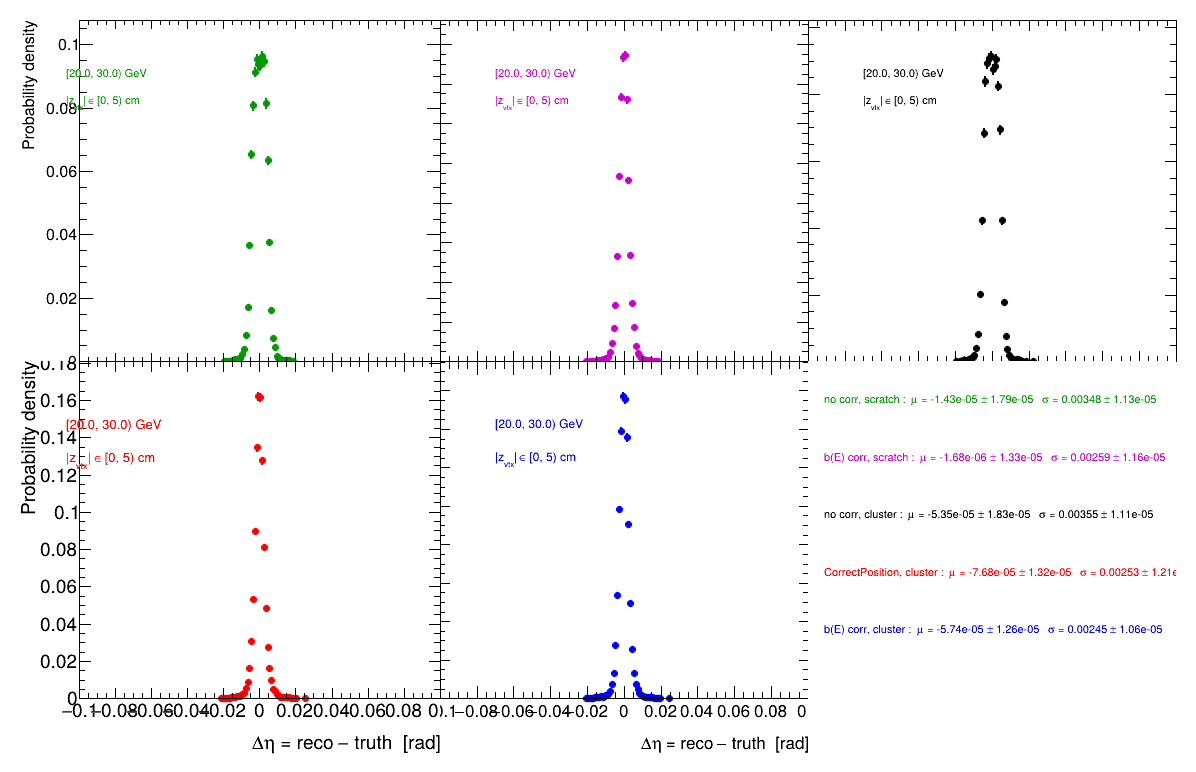 Probability density
0.1
0.08
0.06
0.04
0.02
0
[20.0, 30.0) GeV
|z_vtx| ∈ [0, 5) cm
[20.0, 30.0) GeV
|z_vtx| ∈ [0, 5) cm
[20.0, 30.0) GeV
|z_vtx| ∈ [0, 5) cm
Probability density
0.18
0.16
0.14
0.12
0.1
0.08
0.06
0.04
0.02
0
[20.0, 30.0) GeV
|z_vtx| ∈ [0, 5) cm
−0.1 −0.08 −0.06 −0.04 −0.02 0 0.02 0.04 0.06 0.08 0.1
Δη = reco − truth [rad]
[20.0, 30.0) GeV
|z_vtx| ∈ [0, 5) cm
−0.08 −0.06 −0.04 −0.02 0 0.02 0.04 0.06 0.08 0
Δη = reco − truth [rad]
no corr, scratch : μ = -1.43e-05 ± 1.79e-05 σ = 0.00348 ± 1.13e-05
b(E) corr, scratch : μ = -1.68e-06 ± 1.33e-05 σ = 0.00259 ± 1.16e-05
no corr, cluster : μ = -5.35e-05 ± 1.83e-05 σ = 0.00355 ± 1.11e-05
CorrectPosition, cluster : μ = -7.68e-05 ± 1.32e-05 σ = 0.00253 ± 1.21e
b(E) corr, cluster : μ = -5.74e-05 ± 1.26e-05 σ = 0.00245 ± 1.06e-05